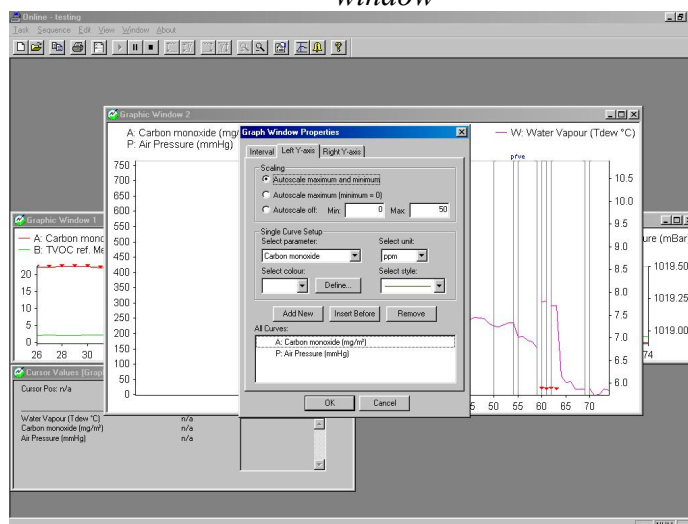 window
Online - testing
Task Sequence Edit View Window About
Graphic Window 2
A: Carbon monoxide (mg/
P: Air Pressure (mmHg)
W: Water Vapour (Tdew °C)
Graph Window Properties
Interval Left Y-axis Right Y-axis
Scaling
Autoscale maximum and minimum
Autoscale maximum (minimum = 0)
Autoscale off: Min: 0 Max: 50
Single Curve Setup
Select parameter: Select unit:
Carbon monoxide ppm
Select colour: Select style:
Define...
Add New Insert Before Remove
All Curves:
A: Carbon monoxide (mg/m³)
P: Air Pressure (mmHg)
OK Cancel
750
700
650
600
550
500
450
400
350
300
250
200
150
100
50
0
10.5
10.0
9.5
9.0
8.5
8.0
7.5
7.0
6.5
6.0
5 50 55 60 65 70
Graphic Window 1
A: Carbon mono
B: TVOC ref. Me
ure (mBar
20
15
10
5
0
26 28 30
1019.50
1019.25
1019.00
74
Cursor Values (Grap
Cursor Pos: n/a
Water Vapour (Tdew °C) n/a
Carbon monoxide (mg/m³) n/a
Air Pressure (mmHg) n/a